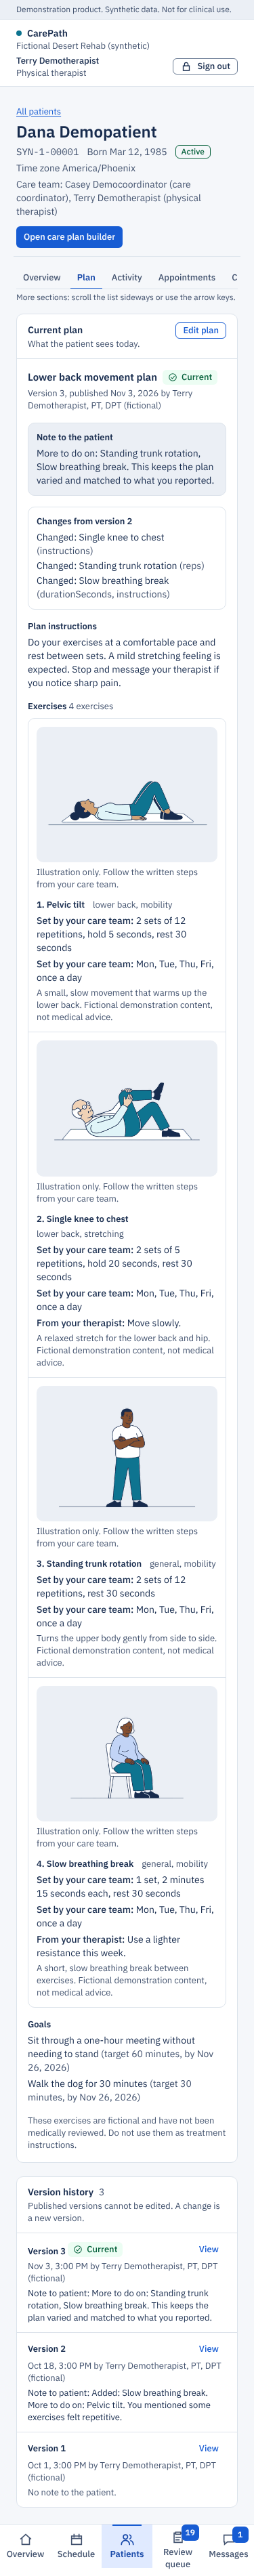 Demonstration product. Synthetic data. Not for clinical use.
CarePath
Fictional Desert Rehab (synthetic)
Terry Demotherapist
Physical therapist
Sign out
All patients
Dana Demopatient
SYN-1-00001 Born Mar 12, 1985 Active
Time zone America/Phoenix
Care team: Casey Democoordinator (care
coordinator), Terry Demotherapist (physical
therapist)
Open care plan builder
Overview Plan Activity Appointments C
More sections: scroll the list sideways or use the arrow keys.
Current plan
Edit plan
What the patient sees today.
Lower back movement plan Current
Version 3, published Nov 3, 2026 by Terry
Demotherapist, PT, DPT (fictional)
Note to the patient
More to do on: Standing trunk rotation,
Slow breathing break. This keeps the plan
varied and matched to what you reported.
Changes from version 2
Changed: Single knee to chest
(instructions)
Changed: Standing trunk rotation (reps)
Changed: Slow breathing break
(durationSeconds, instructions)
Plan instructions
Do your exercises at a comfortable pace and
rest between sets. A mild stretching feeling is
expected. Stop and message your therapist if
you notice sharp pain.
Exercises 4 exercises
Illustration only. Follow the written steps
from your care team.
1. Pelvic tilt lower back, mobility
Set by your care team: 2 sets of 12
repetitions, hold 5 seconds, rest 30
seconds
Set by your care team: Mon, Tue, Thu, Fri,
once a day
A small, slow movement that warms up the
lower back. Fictional demonstration content,
not medical advice.
Illustration only. Follow the written steps
from your care team.
2. Single knee to chest
lower back, stretching
Set by your care team: 2 sets of 5
repetitions, hold 20 seconds, rest 30
seconds
Set by your care team: Mon, Tue, Thu, Fri,
once a day
From your therapist: Move slowly.
A relaxed stretch for the lower back and hip.
Fictional demonstration content, not medical
advice.
Illustration only. Follow the written steps
from your care team.
3. Standing trunk rotation general, mobility
Set by your care team: 2 sets of 12
repetitions, rest 30 seconds
Set by your care team: Mon, Tue, Thu, Fri,
once a day
Turns the upper body gently from side to side.
Fictional demonstration content, not medical
advice.
Illustration only. Follow the written steps
from your care team.
4. Slow breathing break general, mobility
Set by your care team: 1 set, 2 minutes
15 seconds each, rest 30 seconds
Set by your care team: Mon, Tue, Thu, Fri,
once a day
From your therapist: Use a lighter
resistance this week.
A short, slow breathing break between
exercises. Fictional demonstration content,
not medical advice.
Goals
Sit through a one-hour meeting without
needing to stand (target 60 minutes, by Nov
26, 2026)
Walk the dog for 30 minutes (target 30
minutes, by Nov 26, 2026)
These exercises are fictional and have not been
medically reviewed. Do not use them as treatment
instructions.
Version history 3
Published versions cannot be edited. A change is
a new version.
Version 3 Current View
Nov 3, 3:00 PM by Terry Demotherapist, PT, DPT
(fictional)
Note to patient: More to do on: Standing trunk
rotation, Slow breathing break. This keeps the
plan varied and matched to what you reported.
Version 2 View
Oct 18, 3:00 PM by Terry Demotherapist, PT, DPT
(fictional)
Note to patient: Added: Slow breathing break.
More to do on: Pelvic tilt. You mentioned some
exercises felt repetitive.
Version 1 View
Oct 1, 3:00 PM by Terry Demotherapist, PT, DPT
(fictional)
No note to the patient.
Overview
Schedule
Patients
19
Review
queue
1
Messages